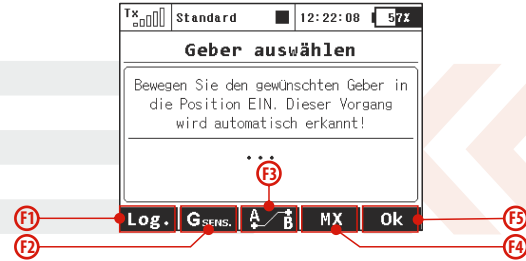 Tx Standard 12:22:08 57%
Geber auswählen
Bewegen Sie den gewünschten Geber in
die Position EIN. Dieser Vorgang
wird automatisch erkannt!
...
F3
F1 Log. G SENS. A B MX Ok F5
F2 F4